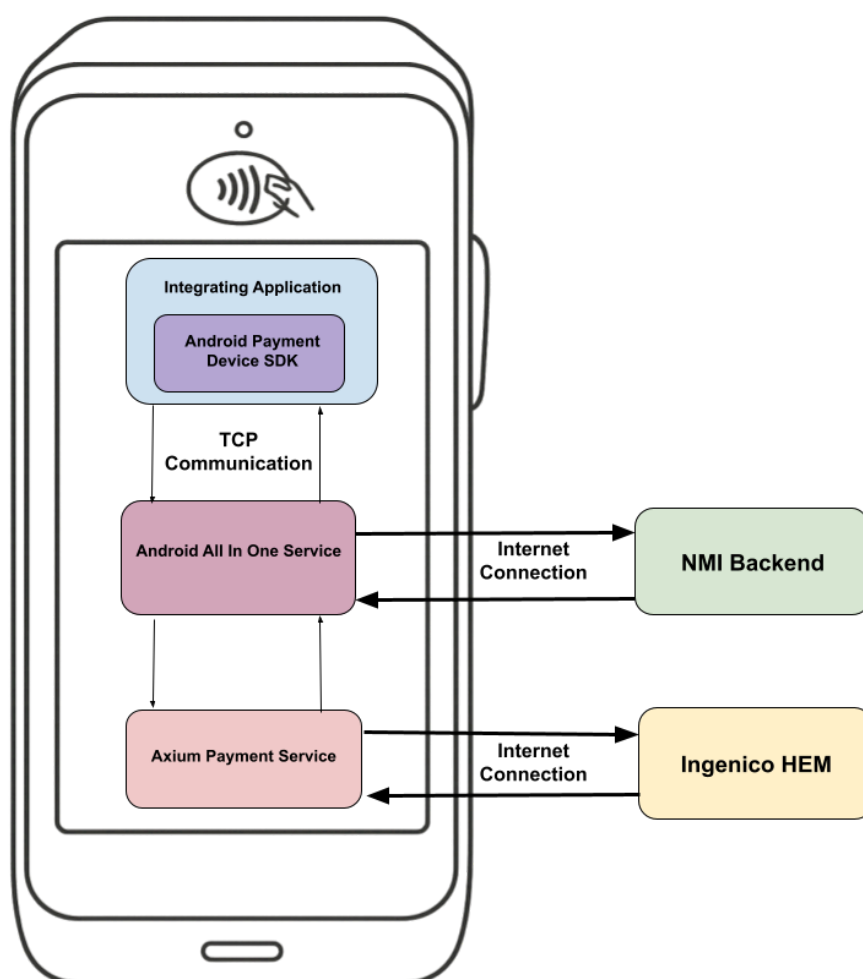 Integrating Application
Android Payment
Device SDK
TCP
Communication
Android All In One Service
Internet
Connection
NMI Backend
Axium Payment Service
Internet
Connection
Ingenico HEM